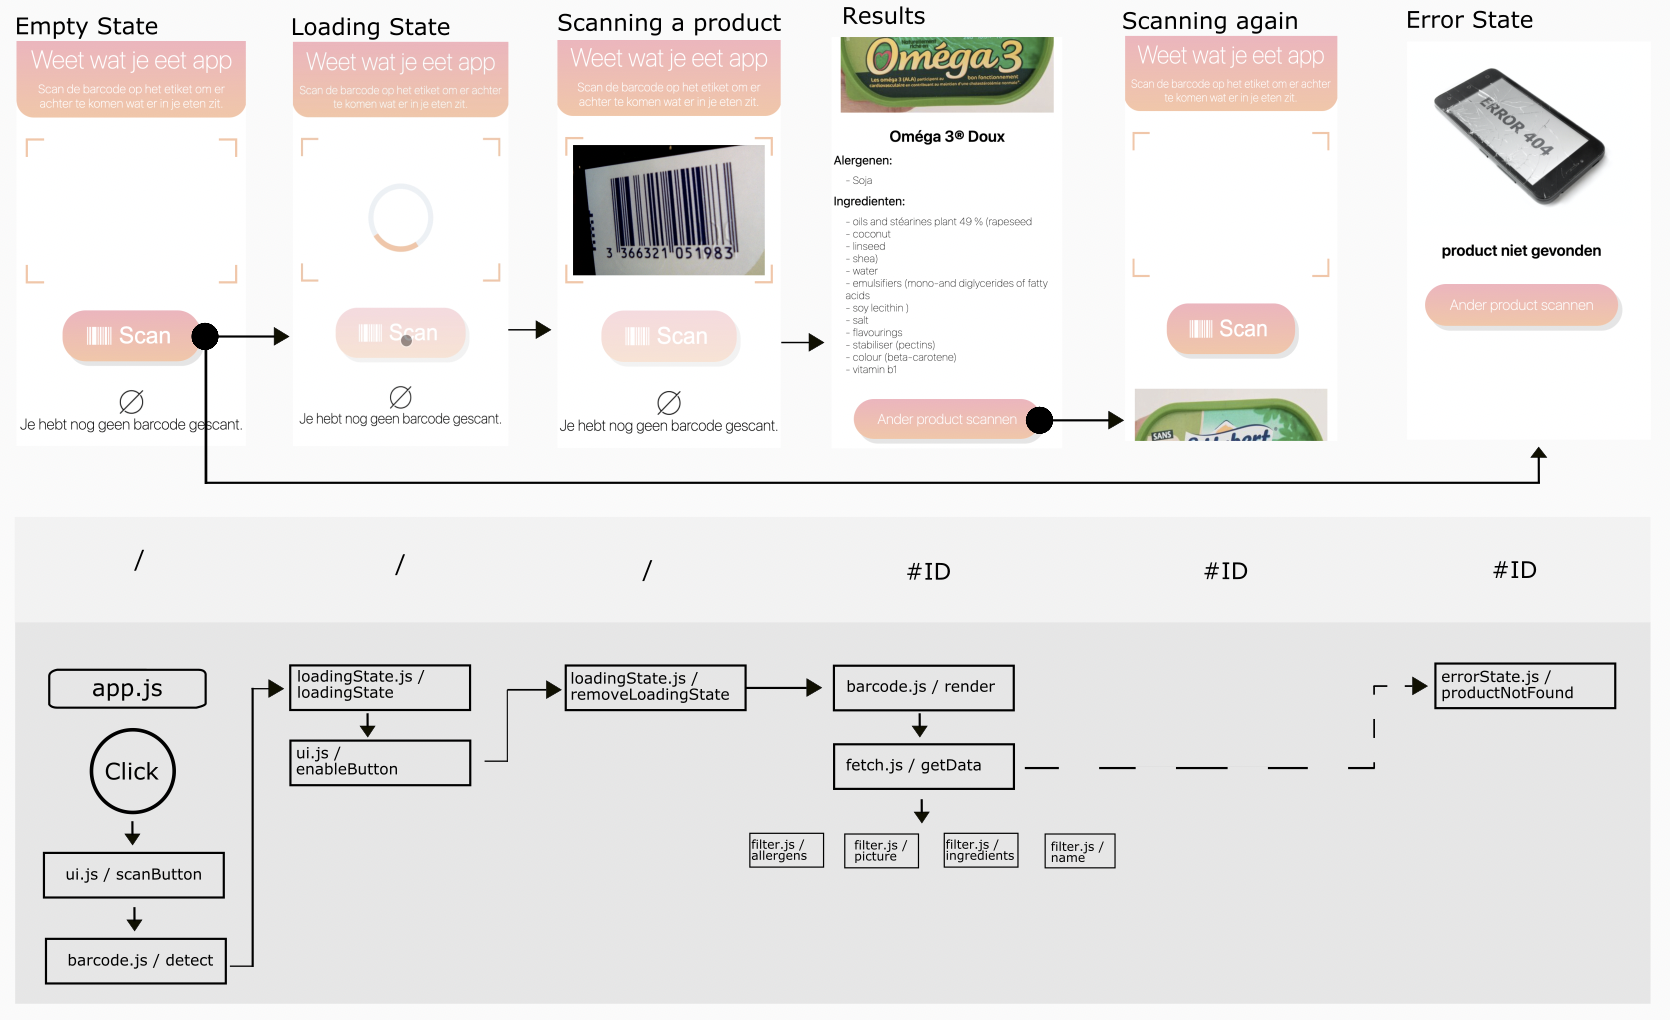 Empty State
Weet wat je eet app
Scan de barcode op het etiket om er
achter te komen wat er in je eten zit.
Scan
Je hebt nog geen barcode gescant.
Loading State
Weet wat je eet app
Scan de barcode op het etiket om er achter
te komen wat er in je eten zit.
Scan
Je hebt nog geen barcode gescant.
Scanning a product
Weet wat je eet app
Scan de barcode op het etiket om er
achter te komen wat er in je eten zit.
3 366321 051983
Scan
Je hebt nog geen barcode gescant.
Results
Oméga 3
Les oméga 3 (ALA) participent au bon fonctionnement
cardiovasculaire
Oméga 3® Doux
Alergenen:
- Soja
Ingredienten:
- oils and stéarines plant 49 % (rapeseed
- coconut
- linseed
- shea)
- water
- emulsifiers (mono-and diglycerides of fatty
acids
- soy lecithin )
- salt
- flavourings
- stabiliser (pectins)
- colour (beta-carotene)
- vitamin b1
Ander product scannen
Scanning again
Weet wat je eet app
Scan de barcode op het etiket om er achter
te komen wat er in je eten zit.
Scan
SANS
Error State
ERROR 404
product niet gevonden
Ander product scannen
/
/
/
#ID
#ID
#ID
app.js
Click
ui.js / scanButton
barcode.js / detect
loadingState.js /
loadingState
ui.js /
enableButton
loadingState.js /
removeLoadingState
barcode.js / render
fetch.js / getData
filter.js /
allergens
filter.js /
picture
filter.js /
ingredients
filter.js /
name
errorState.js /
productNotFound